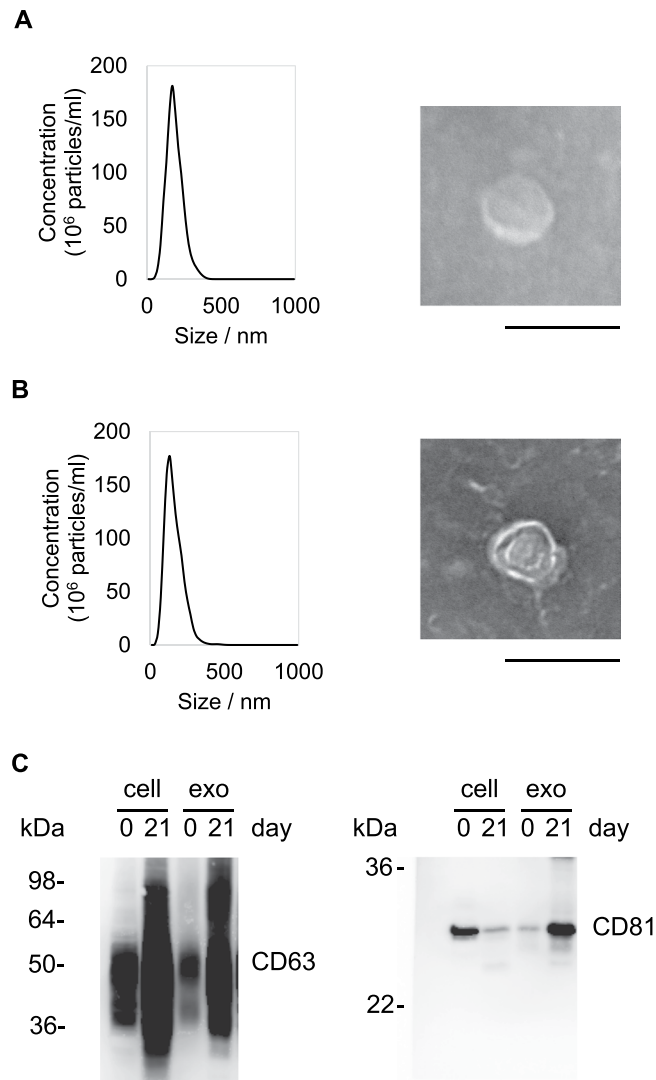 A
200
150
100
50
0
Concentration
(10⁶ particles/ml)
0 500 1000
Size / nm
B
200
150
100
50
0
Concentration
(10⁶ particles/ml)
0 500 1000
Size / nm
C
cell exo
kDa 0 21 0 21 day
98-
64-
50-
36-
CD63
cell exo
kDa 0 21 0 21 day
36-
CD81
22-